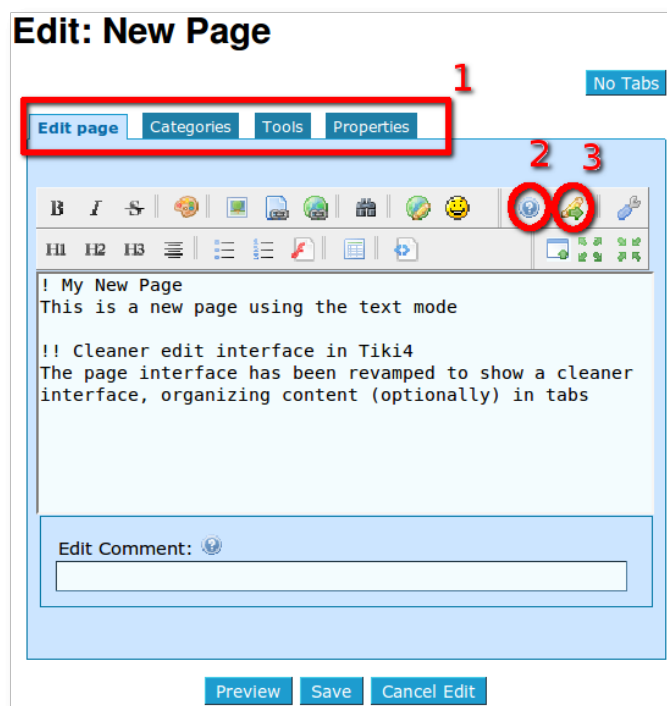 Edit: New Page
1
No Tabs
Edit page Categories Tools Properties
2 3
B I S
H1 H2 H3
! My New Page
This is a new page using the text mode
!! Cleaner edit interface in Tiki4
The page interface has been revamped to show a cleaner
interface, organizing content (optionally) in tabs
Edit Comment:
Preview Save Cancel Edit